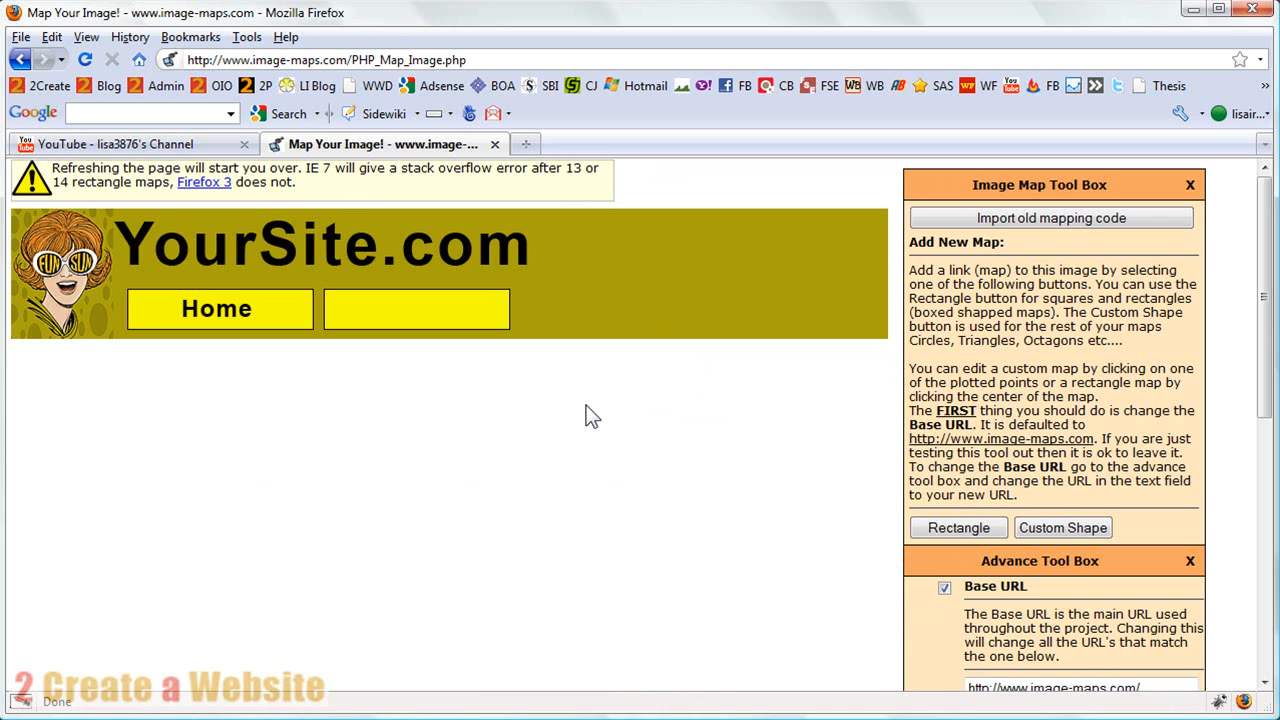 Map Your Image! - www.image-maps.com - Mozilla Firefox
File Edit View History Bookmarks Tools Help
http://www.image-maps.com/PHP_Map_Image.php
2Create Blog Admin OIO 2P LI Blog WWD Adsense BOA SBI CJ Hotmail Y! FB CB FSE WB AB SAS WF You Tube FB Thesis
Google Search Sidewiki lisair...
YouTube - lisa3876's Channel Map Your Image! - www.image-...
Refreshing the page will start you over. IE 7 will give a stack overflow error after 13 or
14 rectangle maps, Firefox 3 does not.
FUN SUN
YourSite.com
Home
Image Map Tool Box X
Import old mapping code
Add New Map:
Add a link (map) to this image by selecting
one of the following buttons. You can use the
Rectangle button for squares and rectangles
(boxed shapped maps). The Custom Shape
button is used for the rest of your maps
Circles, Triangles, Octagons etc....
You can edit a custom map by clicking on one
of the plotted points or a rectangle map by
clicking the center of the map.
The FIRST thing you should do is change the
Base URL. It is defaulted to
http://www.image-maps.com. If you are just
testing this tool out then it is ok to leave it.
To change the Base URL go to the advance
tool box and change the URL in the text field
to your new URL.
Rectangle Custom Shape
Advance Tool Box X
Base URL
The Base URL is the main URL used
throughout the project. Changing this
will change all the URL's that match
the one below.
http://www.image-maps.com/
2 Create a Website
Done